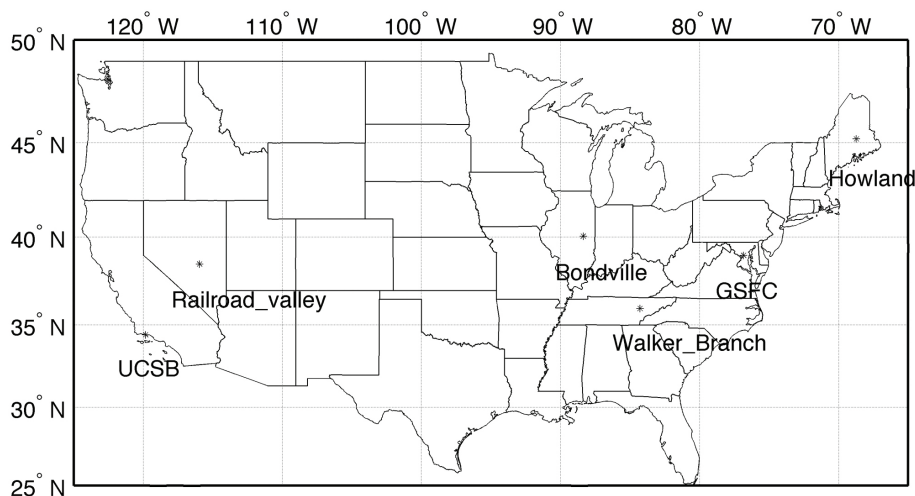 120° W 110° W 100° W 90° W 80° W 70° W
50° N
45° N
Howland
40° N
Bondville
GSFC
Railroad_valley
35° N
Walker_Branch
UCSB
30° N
25° N